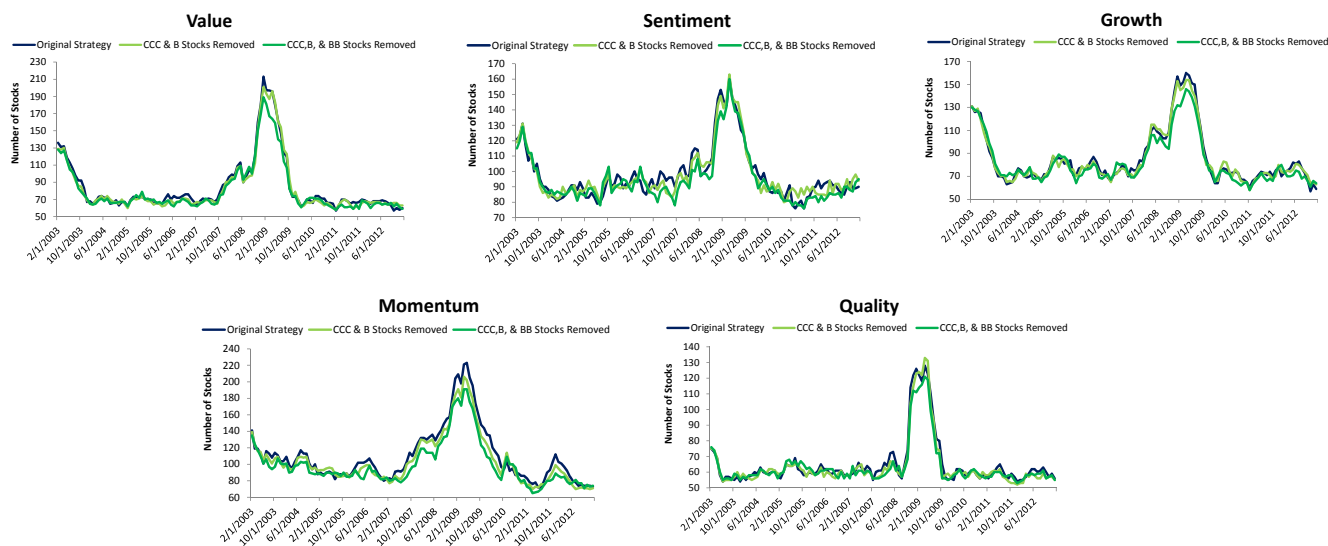 Value
Original Strategy CCC & B Stocks Removed CCC,B, & BB Stocks Removed
Number of Stocks
230
210
190
170
150
130
110
90
70
50
2/1/2003 10/1/2003 6/1/2004 2/1/2005 10/1/2005 6/1/2006 2/1/2007 10/1/2007 6/1/2008 2/1/2009 10/1/2009 6/1/2010 2/1/2011 10/1/2011 6/1/2012
Sentiment
Original Strategy CCC & B Stocks Removed CCC,B, & BB Stocks Removed
Number of Stocks
170
160
150
140
130
120
110
100
90
80
70
2/1/2003 10/1/2003 6/1/2004 2/1/2005 10/1/2005 6/1/2006 2/1/2007 10/1/2007 6/1/2008 2/1/2009 10/1/2009 6/1/2010 2/1/2011 10/1/2011 6/1/2012
Growth
Original Strategy CCC & B Stocks Removed CCC,B, & BB Stocks Removed
Number of Stocks
170
150
130
110
90
70
50
2/1/2003 10/1/2003 6/1/2004 2/1/2005 10/1/2005 6/1/2006 2/1/2007 10/1/2007 6/1/2008 2/1/2009 10/1/2009 6/1/2010 2/1/2011 10/1/2011 6/1/2012
Momentum
Original Strategy CCC & B Stocks Removed CCC,B, & BB Stocks Removed
Number of Stocks
240
220
200
180
160
140
120
100
80
60
2/1/2003 10/1/2003 6/1/2004 2/1/2005 10/1/2005 6/1/2006 2/1/2007 10/1/2007 6/1/2008 2/1/2009 10/1/2009 6/1/2010 2/1/2011 10/1/2011 6/1/2012
Quality
Original Strategy CCC & B Stocks Removed CCC,B, & BB Stocks Removed
Number of Stocks
140
130
120
110
100
90
80
70
60
50
2/1/2003 10/1/2003 6/1/2004 2/1/2005 10/1/2005 6/1/2006 2/1/2007 10/1/2007 6/1/2008 2/1/2009 10/1/2009 6/1/2010 2/1/2011 10/1/2011 6/1/2012